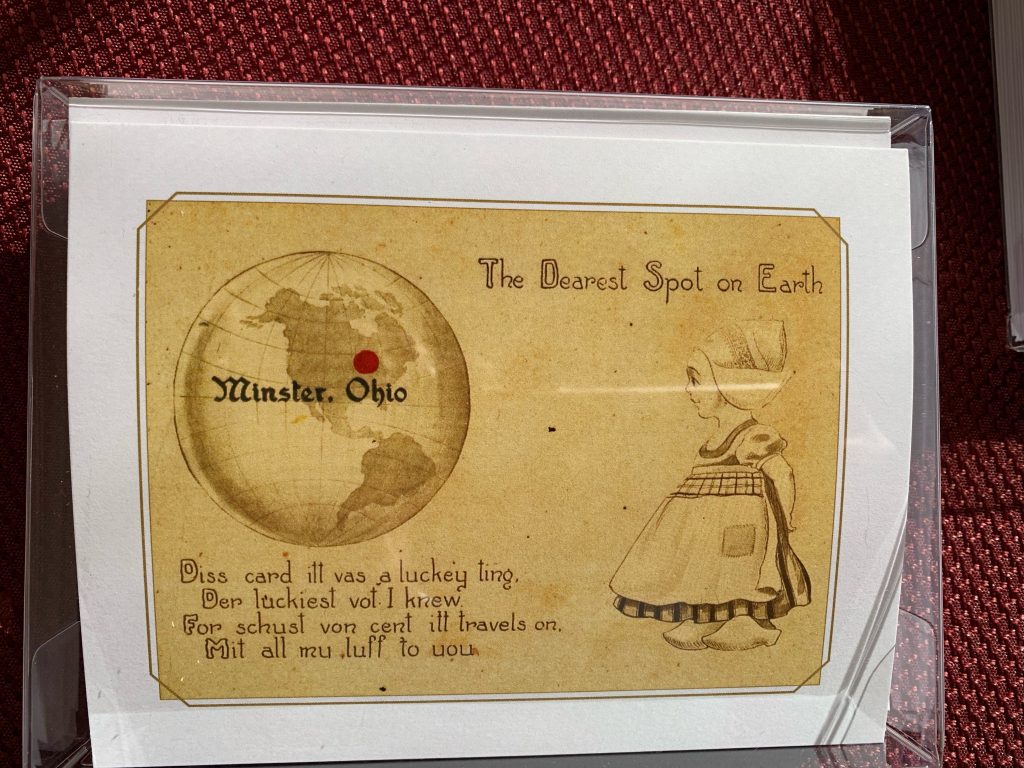 The Dearest Spot on Earth
Minster, Ohio
Diss card itt vas a luckey ting,
Der luckiest vot I knew.
For schust von cent itt travels on,
Mit all mu luff to uou